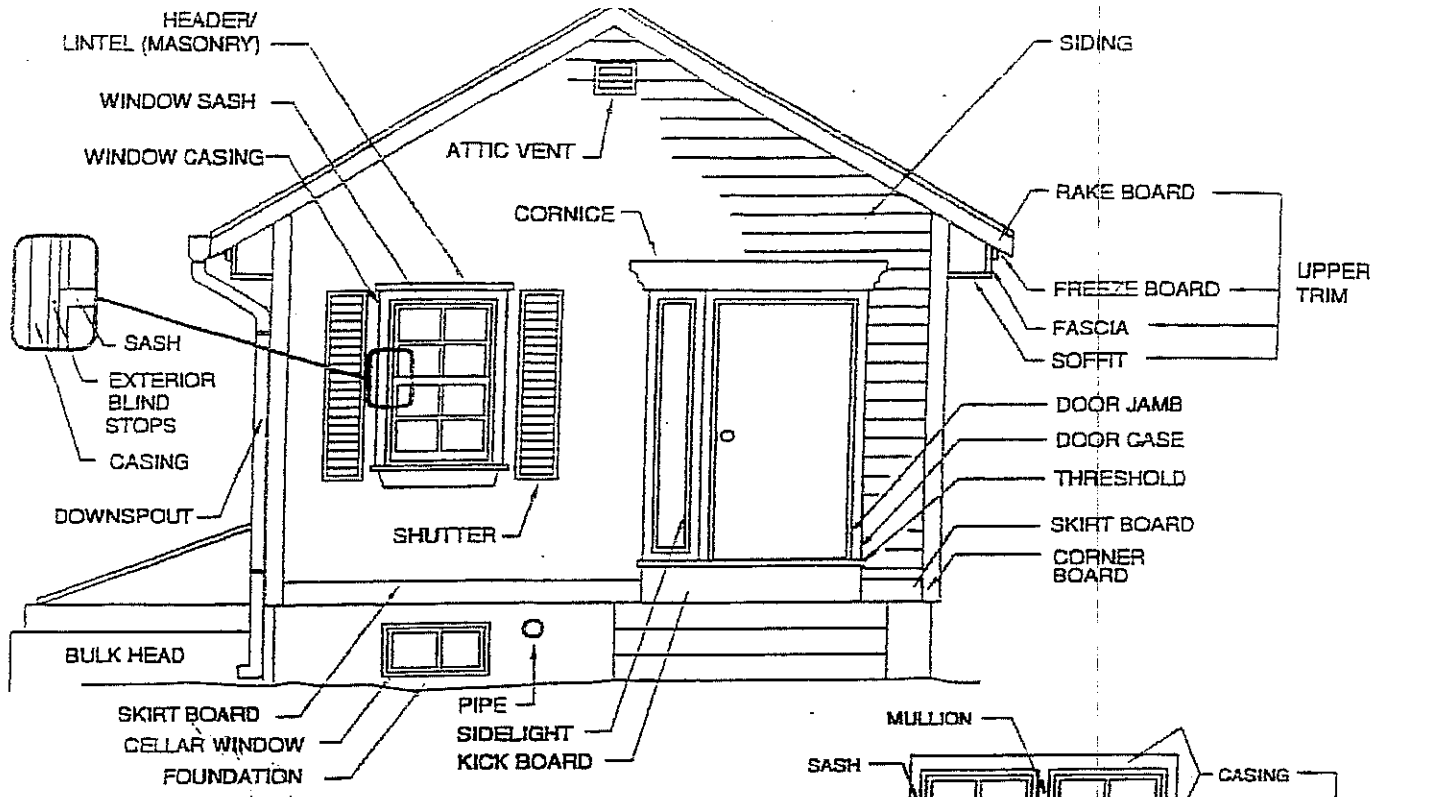 HEADER/
LINTEL (MASONRY)
WINDOW SASH
WINDOW CASING
ATTIC VENT
CORNICE
SIDING
RAKE BOARD
FREEZE BOARD
FASCIA
SOFFIT
UPPER
TRIM
SASH
EXTERIOR
BLIND
STOPS
CASING
DOWNSPOUT
SHUTTER
DOOR JAMB
DOOR CASE
THRESHOLD
SKIRT BOARD
CORNER
BOARD
BULK HEAD
SKIRT BOARD
CELLAR WINDOW
FOUNDATION
PIPE
SIDELIGHT
KICK BOARD
MULLION
SASH
CASING